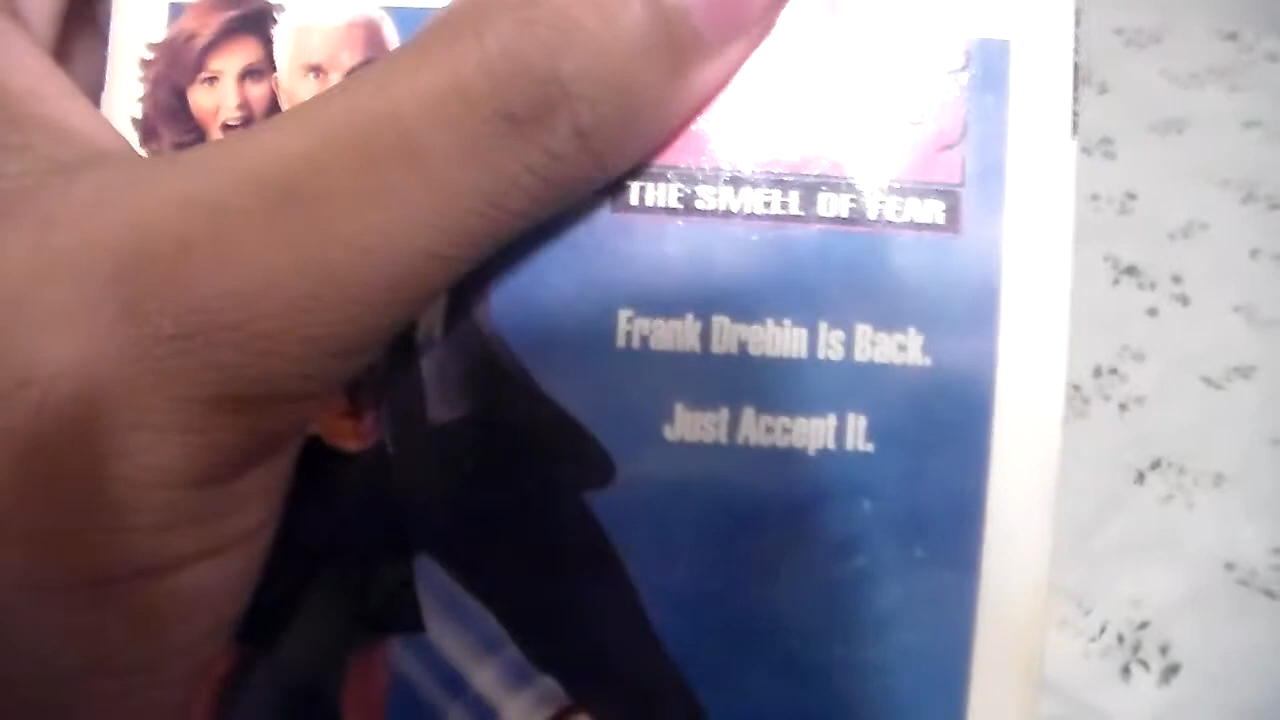 THE SMELL OF FEAR
Frank Drebin Is Back.
Just Accept It.